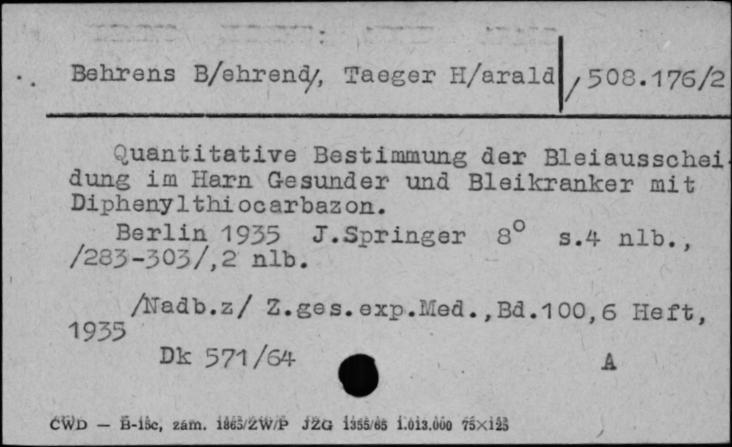 Behrens B/ehrend/, Taeger H/arald/ 508.176/2
Quantitative Bestimmung der Bleiausschei-
dung im Harn Gesunder und Bleikranker mit
Diphenylthiocarbazon.
Berlin 1935 J.Springer 8° s.4 nlb.,
/283-303/,2 nlb.
/Nadb.z/ Z.ges.exp.Med.,Bd.100,6 Heft,
1935
Dk 571/64 A
CWD — B-15c, zam. 1865/ZW/P JZG 1355/65 1.013.000 75×125